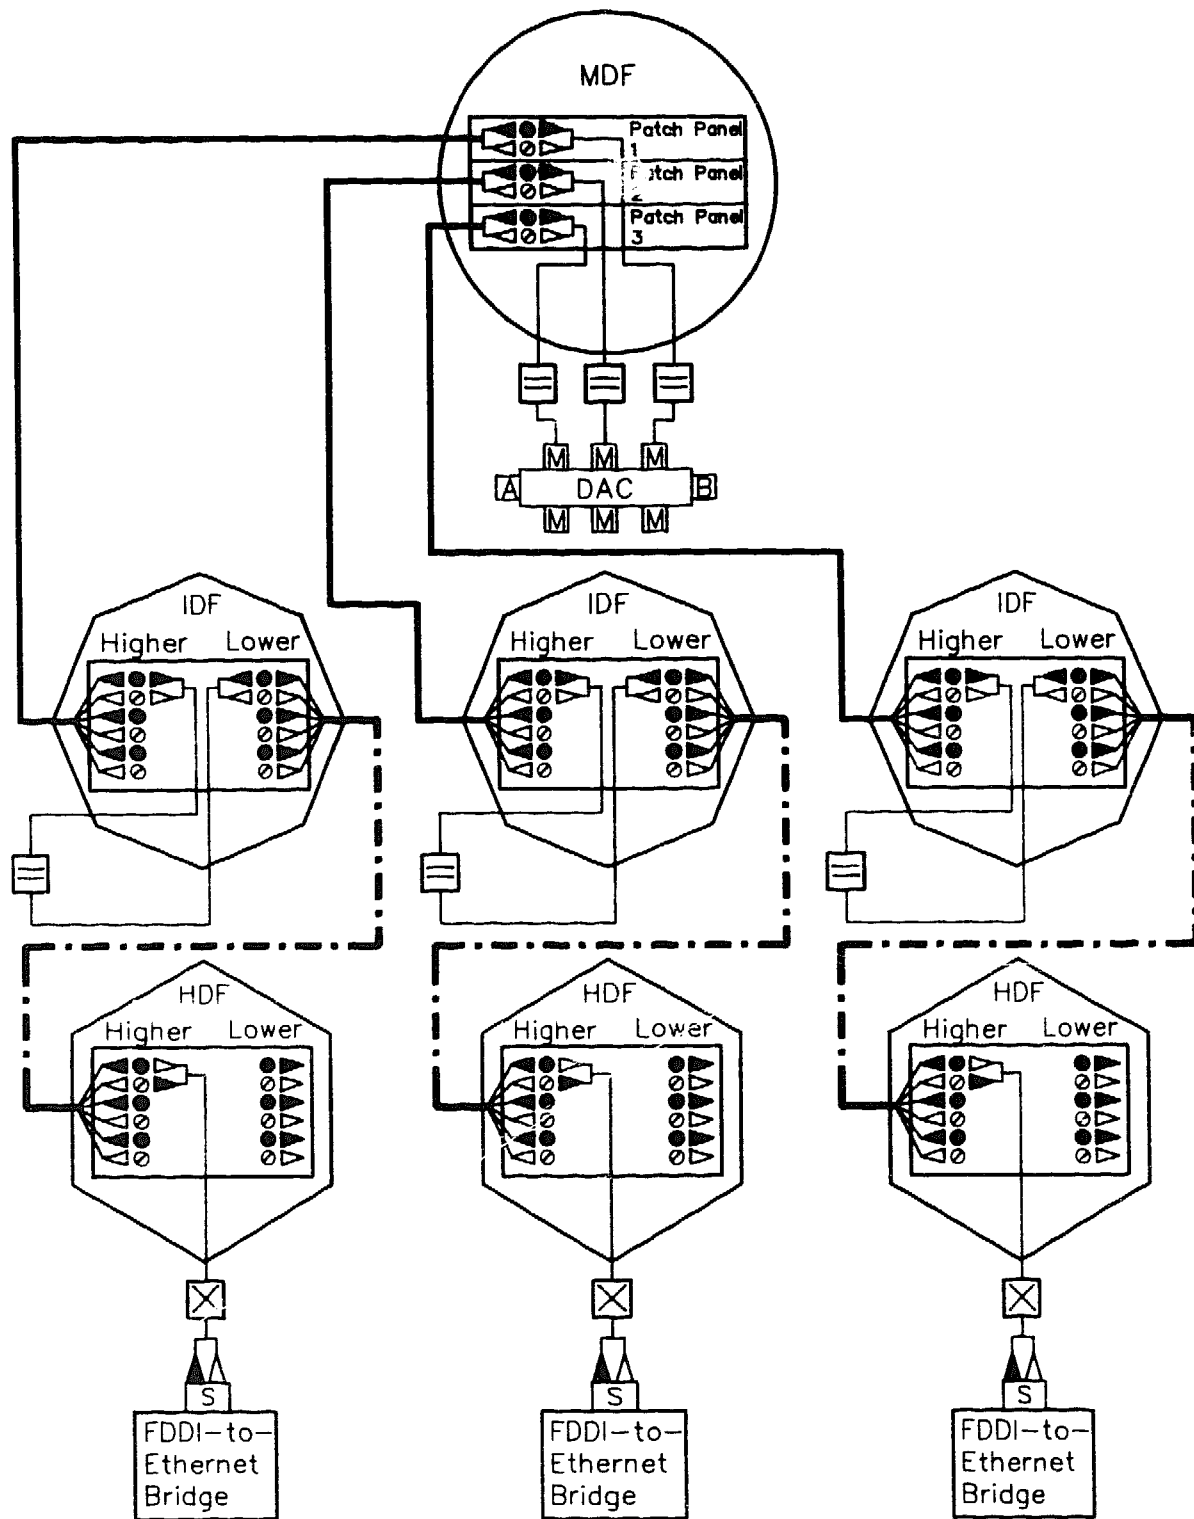 MDF
Patch Panel
1
Patch Panel
2
Patch Panel
3
M M M
A DAC B
M M M
IDF
Higher Lower
IDF
Higher Lower
IDF
Higher Lower
HDF
Higher Lower
HDF
Higher Lower
HDF
Higher Lower
S
FDDI-to-
Ethernet
Bridge
S
FDDI-to-
Ethernet
Bridge
S
FDDI-to-
Ethernet
Bridge